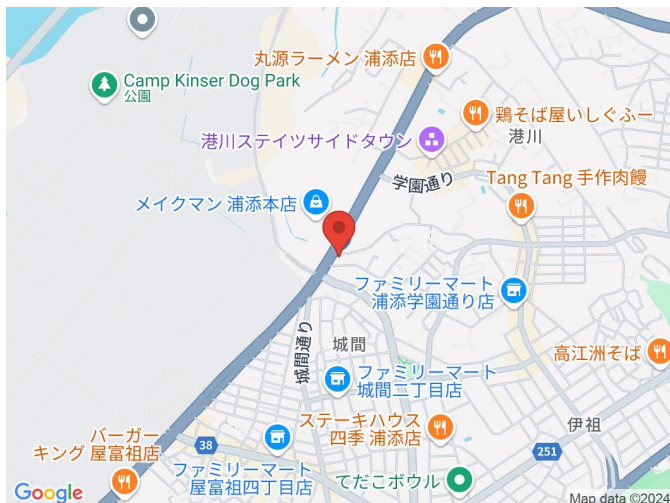 丸源ラーメン 浦添店
Camp Kinser Dog Park
公園
鶏そば屋いしぐふー
港川
港川ステイツサイドタウン
学園通り
Tang Tang 手作肉饅
メイクマン 浦添本店
ファミリーマート
浦添学園通り店
城間通り
城間
高江洲そば
ファミリーマート
城間二丁目店
ステーキハウス
四季 浦添店
伊祖
バーガー
キング 屋富祖店
38
251
ファミリーマート
屋富祖四丁目店
てだこボウル
Google
Map data ©2024